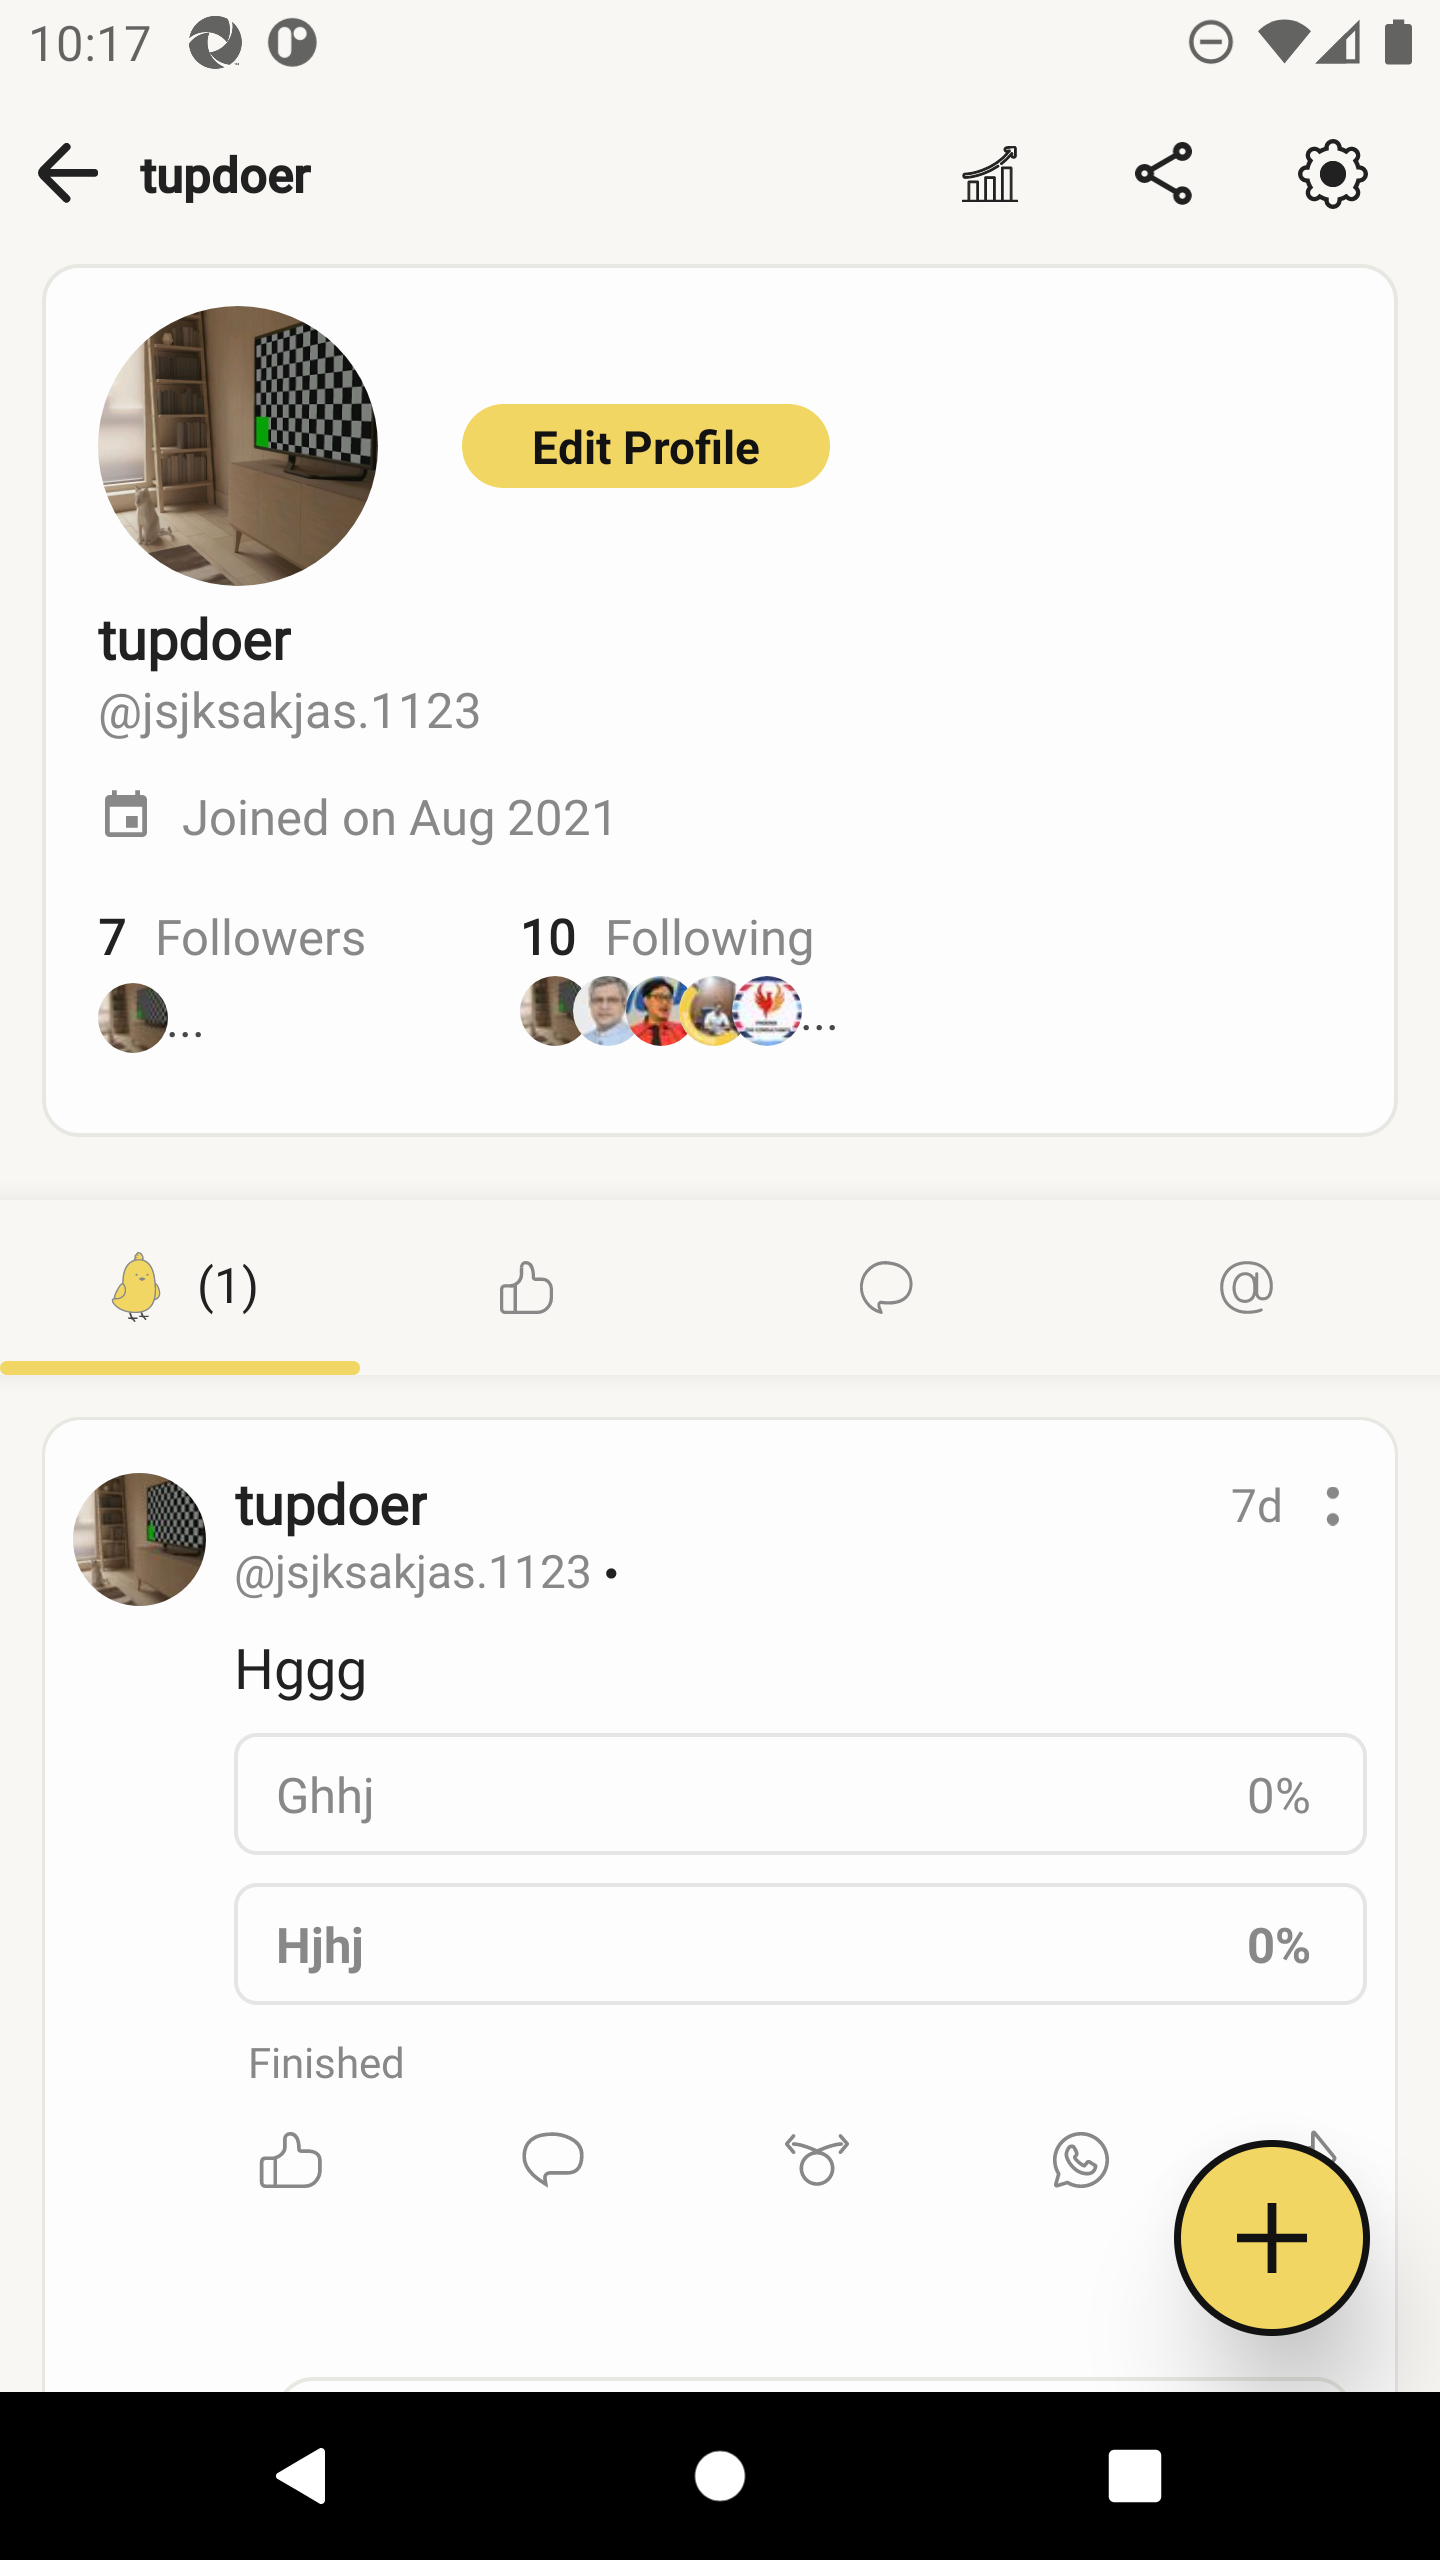 10:17
tupdoer
Edit Profile
tupdoer
@jsjksakjas.1123
Joined on Aug 2021
7 Followers 10 Following
... ...
(1)
tupdoer 7d
@jsjksakjas.1123 •
Hggg
Ghhj 0%
Hjhj 0%
Finished